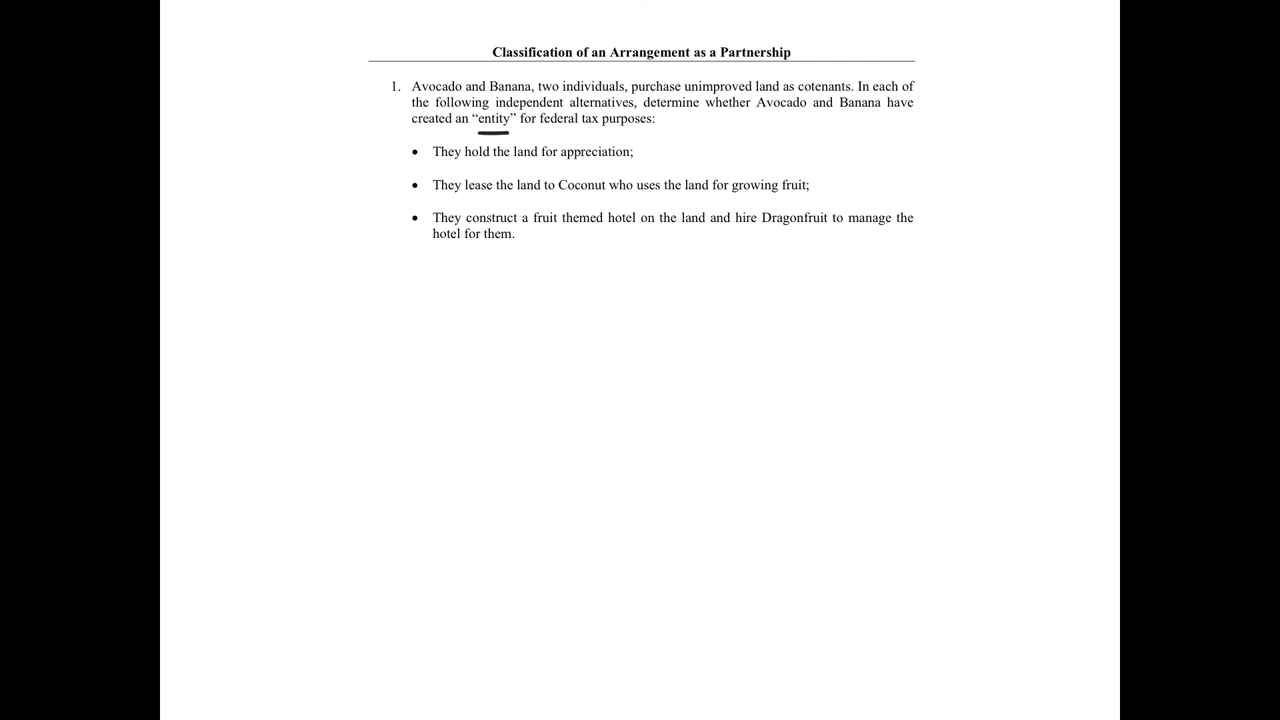 Classification of an Arrangement as a Partnership
1. Avocado and Banana, two individuals, purchase unimproved land as cotenants. In each of
the following independent alternatives, determine whether Avocado and Banana have
created an “entity” for federal tax purposes:
• They hold the land for appreciation;
• They lease the land to Coconut who uses the land for growing fruit;
• They construct a fruit themed hotel on the land and hire Dragonfruit to manage the
hotel for them.